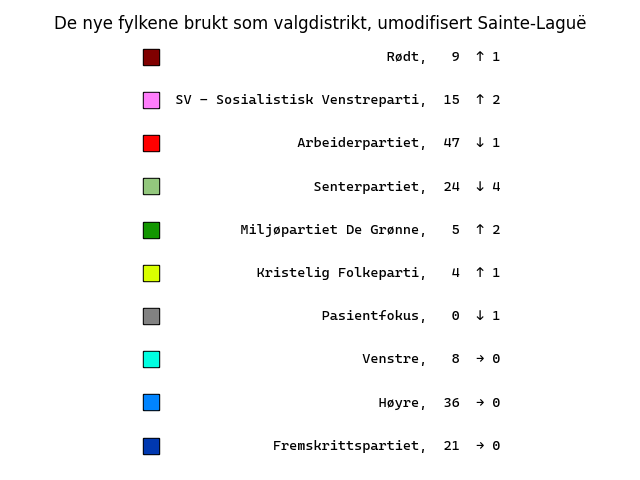 De nye fylkene brukt som valgdistrikt, umodifisert Sainte-Laguë
Rødt, 9 ↑ 1
SV – Sosialistisk Venstreparti, 15 ↑ 2
Arbeiderpartiet, 47 ↓ 1
Senterpartiet, 24 ↓ 4
Miljøpartiet De Grønne, 5 ↑ 2
Kristelig Folkeparti, 4 ↑ 1
Pasientfokus, 0 ↓ 1
Venstre, 8 → 0
Høyre, 36 → 0
Fremskrittspartiet, 21 → 0